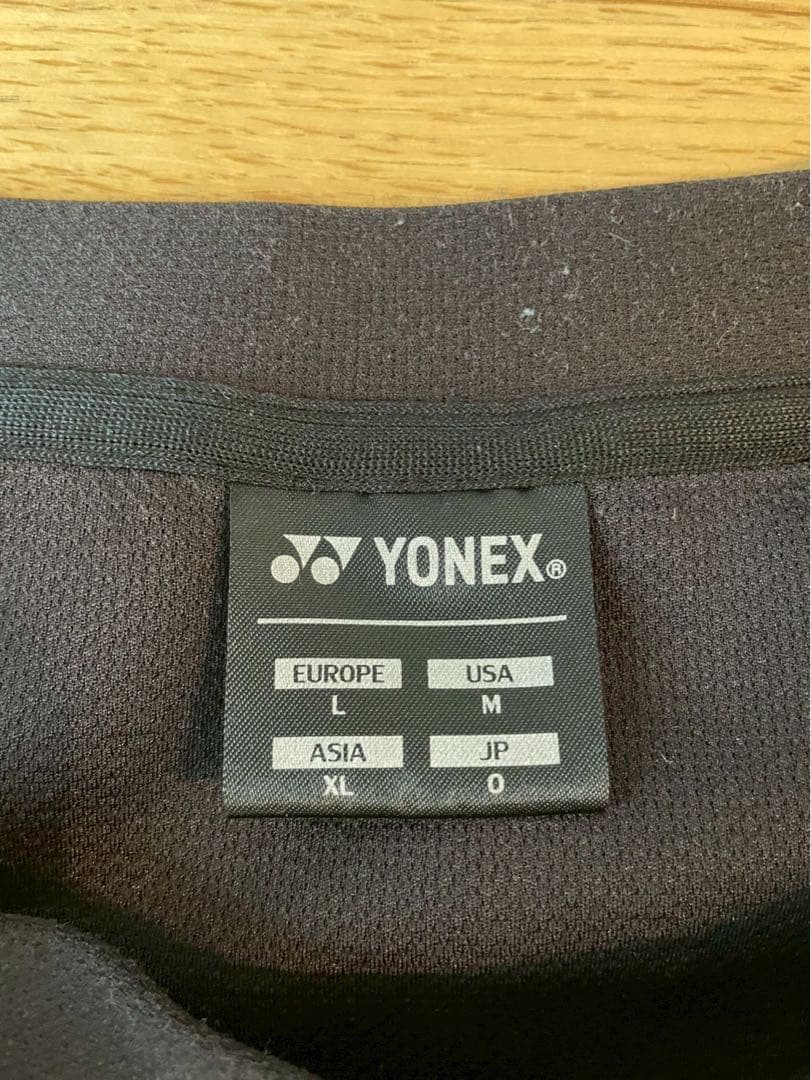 YONEX®
EUROPE USA
L M
ASIA JP
XL O